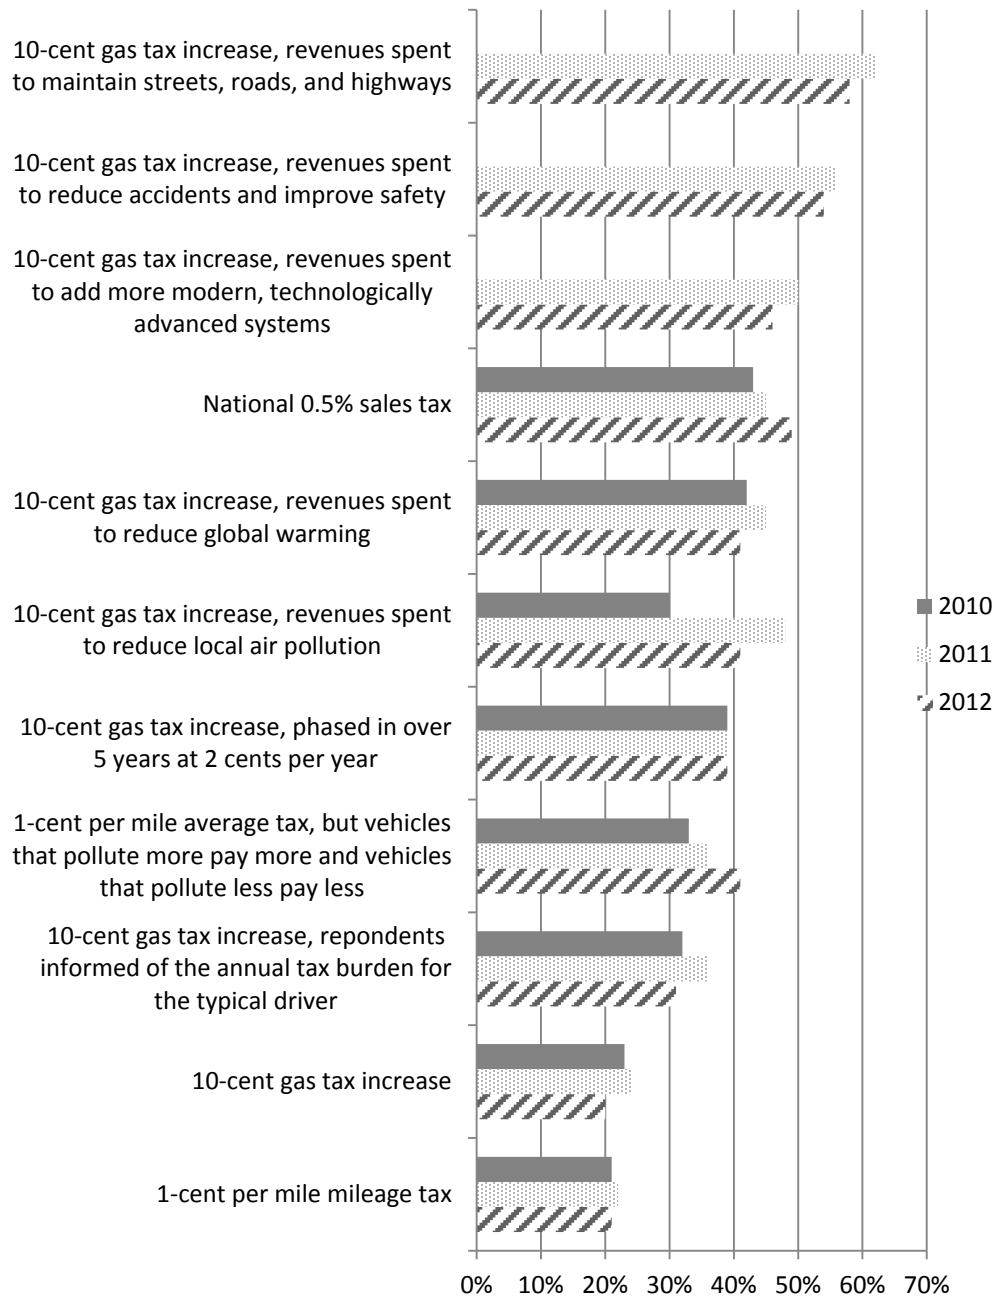 10-cent gas tax increase, revenues spent
to maintain streets, roads, and highways
10-cent gas tax increase, revenues spent
to reduce accidents and improve safety
10-cent gas tax increase, revenues spent
to add more modern, technologically
advanced systems
National 0.5% sales tax
10-cent gas tax increase, revenues spent
to reduce global warming
10-cent gas tax increase, revenues spent
to reduce local air pollution
10-cent gas tax increase, phased in over
5 years at 2 cents per year
1-cent per mile average tax, but vehicles
that pollute more pay more and vehicles
that pollute less pay less
10-cent gas tax increase, repondents
informed of the annual tax burden for
the typical driver
10-cent gas tax increase
1-cent per mile mileage tax
0% 10% 20% 30% 40% 50% 60% 70%
2010
2011
2012